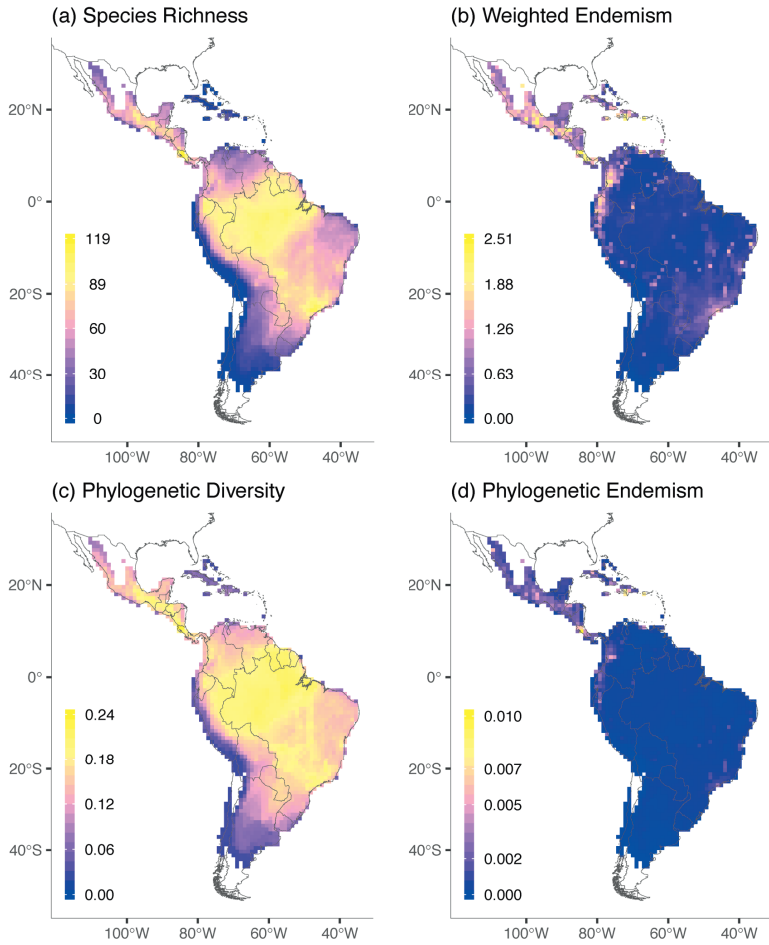 (a) Species Richness
20°N
0°
20°S
40°S
119
89
60
30
0
100°W
80°W
60°W
40°W
(b) Weighted Endemism
20°N
0°
20°S
40°S
2.51
1.88
1.26
0.63
0.00
100°W
80°W
60°W
40°W
(c) Phylogenetic Diversity
20°N
0°
20°S
40°S
0.24
0.18
0.12
0.06
0.00
100°W
80°W
60°W
40°W
(d) Phylogenetic Endemism
20°N
0°
20°S
40°S
0.010
0.007
0.005
0.002
0.000
100°W
80°W
60°W
40°W